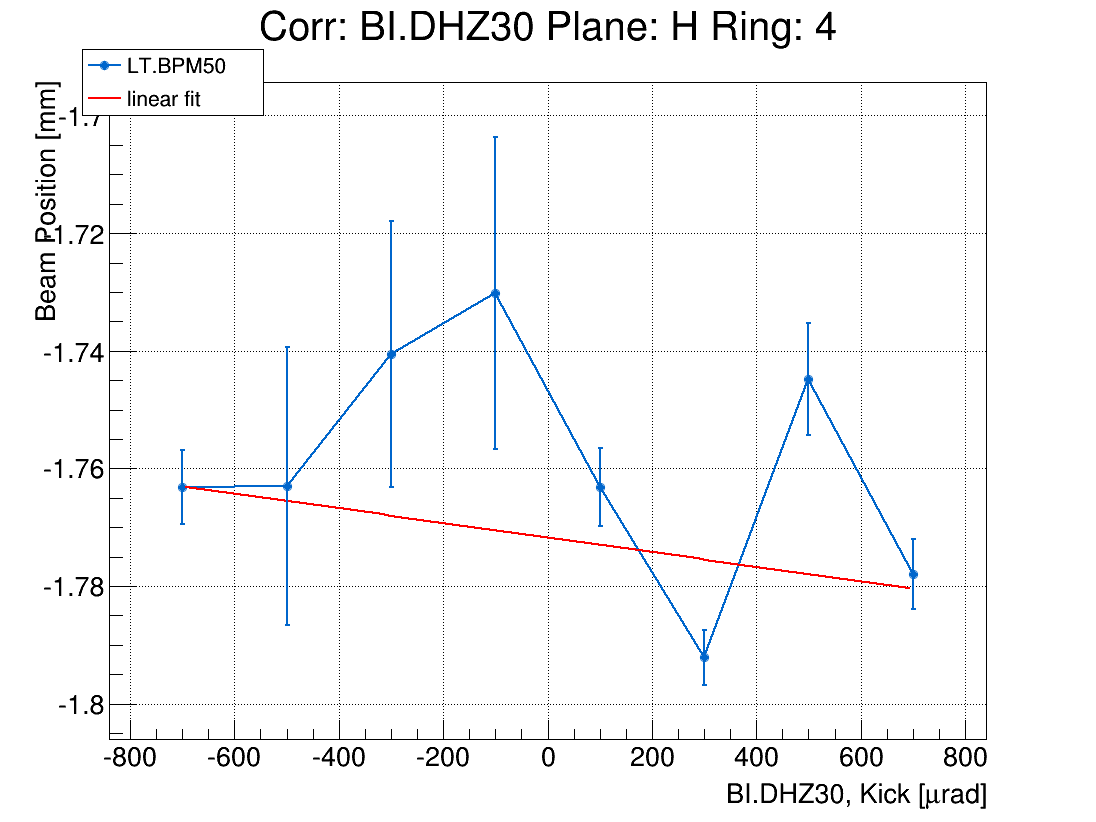 Corr: BI.DHZ30 Plane: H Ring: 4
LT.BPM50
linear fit
Beam Position [mm]
-1.7
-1.72
-1.74
-1.76
-1.78
-1.8
-800 -600 -400 -200 0 200 400 600 800
BI.DHZ30, Kick [μrad]